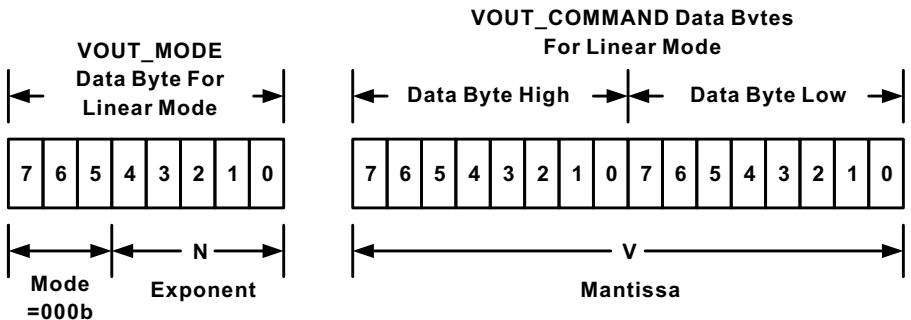 VOUT_MODE
Data Byte For
Linear Mode
7 6 5 4 3 2 1 0
N
Mode
=000b
Exponent
VOUT_COMMAND Data Bvtes
For Linear Mode
Data Byte High
Data Byte Low
7 6 5 4 3 2 1 0 7 6 5 4 3 2 1 0
V
Mantissa